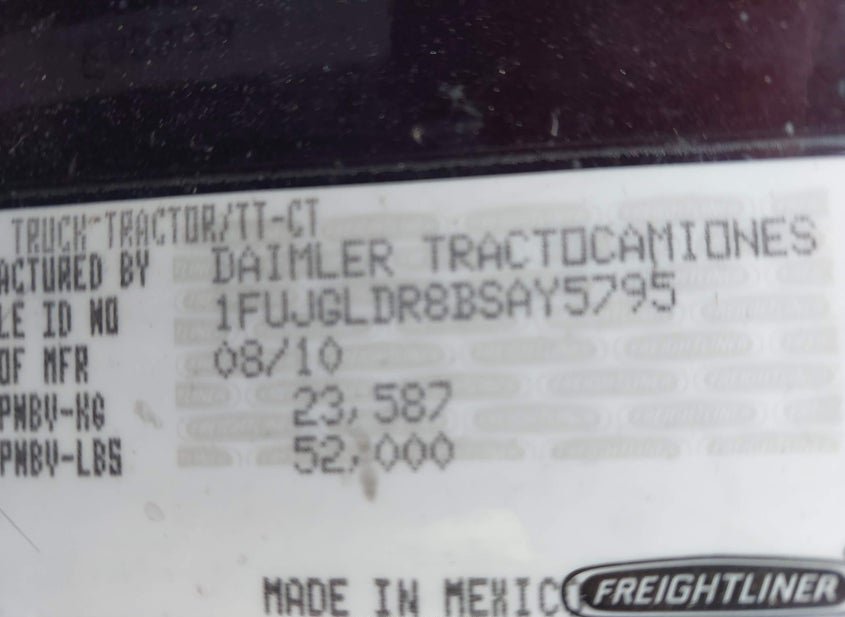 TRUCK-TRACTOR/TT-CT
ACTURED BY DAIMLER TRACTOCAMIONES
LE ID NO 1FUJGLDR8BSAY5795
OF MFR 08/10
PNBV-KG 23,587
PNBV-LBS 52,000
MADE IN MEXICO FREIGHTLINER